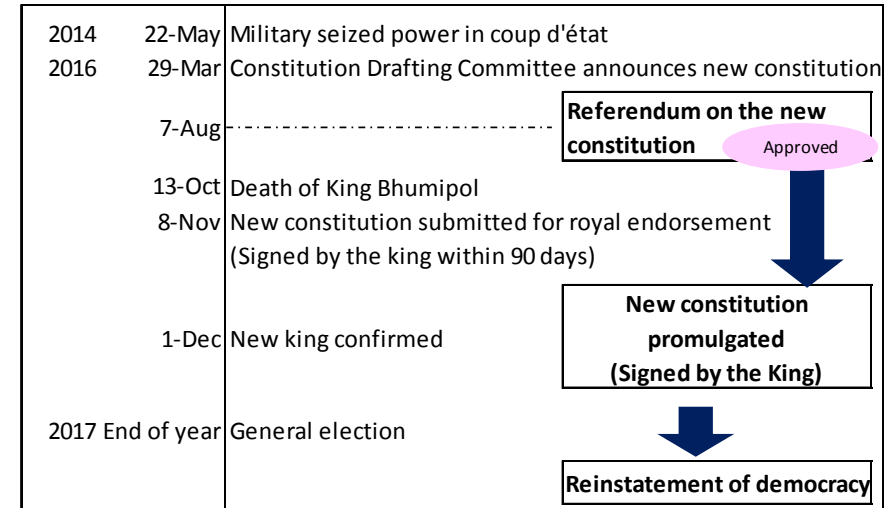 2014 22-May Military seized power in coup d'état
2016 29-Mar Constitution Drafting Committee announces new constitution
7-Aug
Referendum on the new
constitution
Approved
13-Oct Death of King Bhumipol
8-Nov New constitution submitted for royal endorsement
(Signed by the king within 90 days)
1-Dec New king confirmed
New constitution
promulgated
(Signed by the King)
2017 End of year General election
Reinstatement of democracy